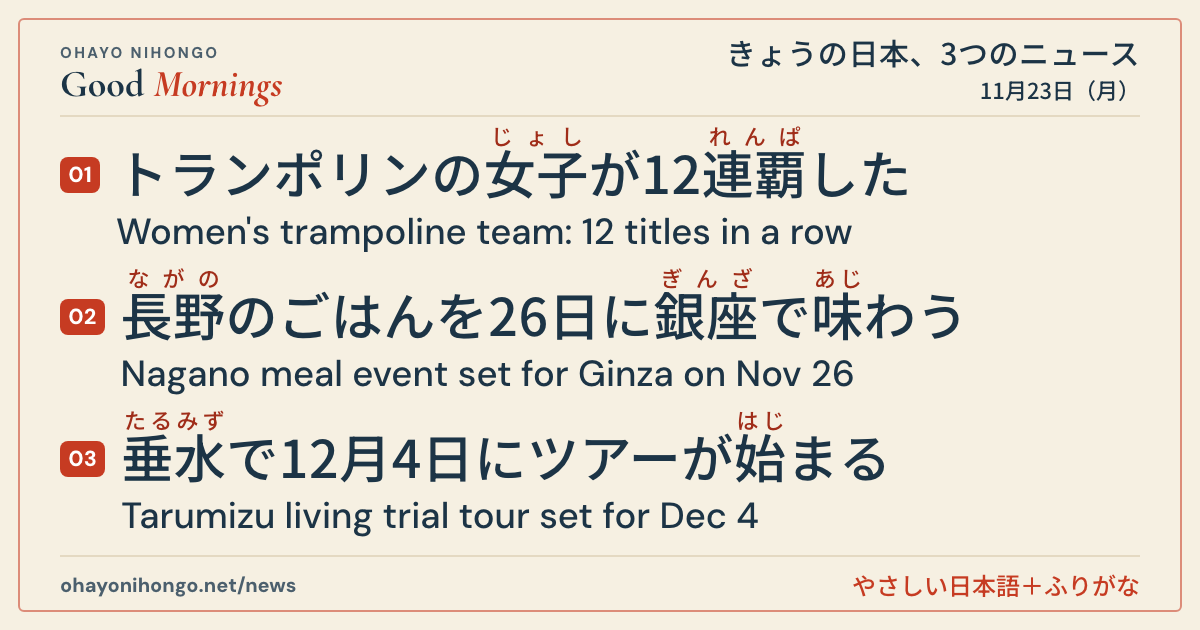 OHAYO NIHONGO
Good Mornings
きょうの日本、3つのニュース
11月23日（月）
じょし れんぱ
01 トランポリンの女子が12連覇した
Women's trampoline team: 12 titles in a row
ながの ぎんざ あじ
02 長野のごはんを26日に銀座で味わう
Nagano meal event set for Ginza on Nov 26
たるみず はじ
03 垂水で12月4日にツアーが始まる
Tarumizu living trial tour set for Dec 4
ohayonihongo.net/news
やさしい日本語＋ふりがな